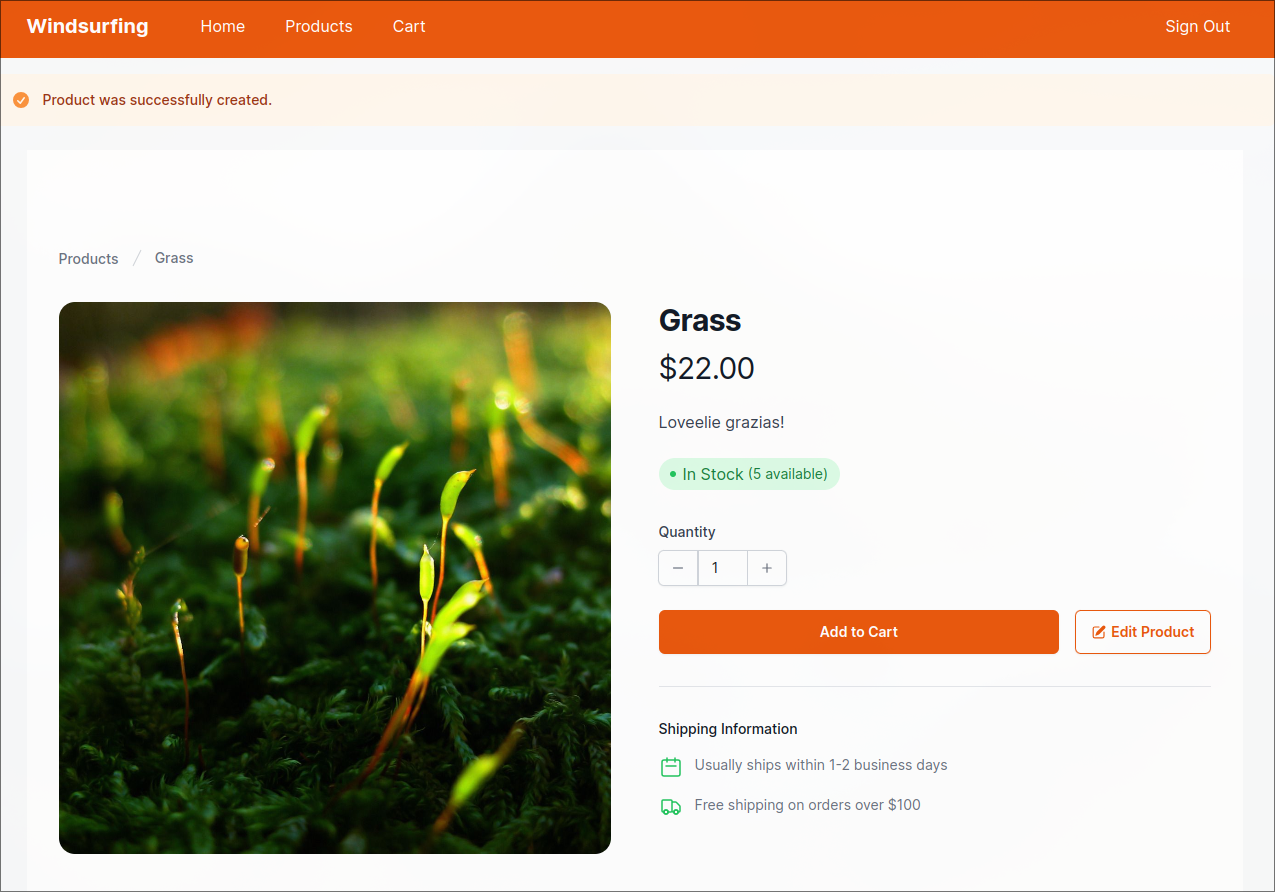 Windsurfing Home Products Cart Sign Out
Product was successfully created.
Products / Grass
Grass
$22.00
Loveelie grazias!
In Stock (5 available)
Quantity
− 1 +
Add to Cart Edit Product
Shipping Information
Usually ships within 1-2 business days
Free shipping on orders over $100